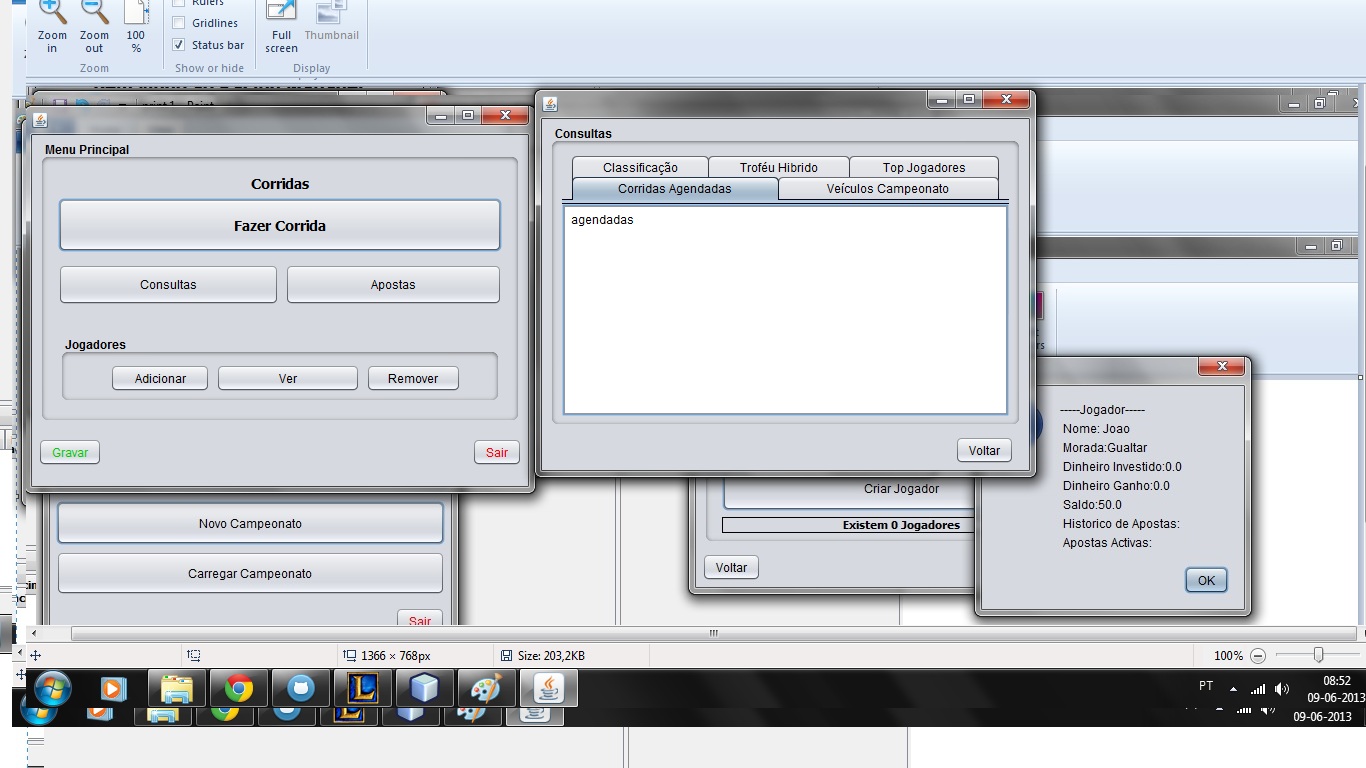 Rulers
Zoom in
Zoom out
100 %
Gridlines
Status bar
Full screen
Thumbnail
Zoom
Show or hide
Display
Menu Principal
Corridas
Fazer Corrida
Consultas
Apostas
Jogadores
Adicionar
Ver
Remover
Gravar
Sair
Consultas
Classificação
Troféu Hibrido
Top Jogadores
Corridas Agendadas
Veículos Campeonato
agendadas
Voltar
Novo Campeonato
Carregar Campeonato
Sair
Criar Jogador
Existem 0 Jogadores
Voltar
-----Jogador-----
Nome: Joao
Morada:Gualtar
Dinheiro Investido:0.0
Dinheiro Ganho:0.0
Saldo:50.0
Historico de Apostas:
Apostas Activas:
OK
1366 × 768px
Size: 203,2KB
100%
PT
08:52
09-06-2013
09-06-2013